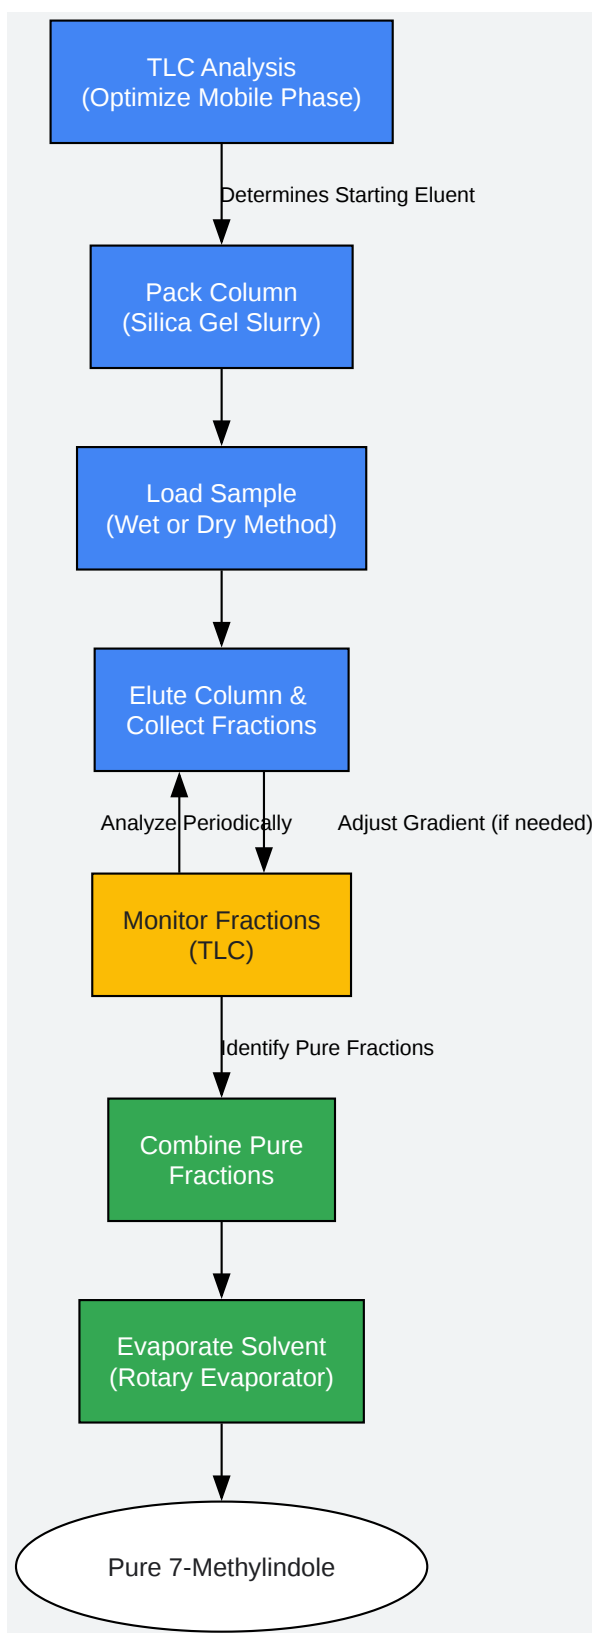 TLC Analysis
(Optimize Mobile Phase)
Determines Starting Eluent
Pack Column
(Silica Gel Slurry)
Load Sample
(Wet or Dry Method)
Elute Column &
Collect Fractions
Analyze Periodically
Adjust Gradient (if needed)
Monitor Fractions
(TLC)
Identify Pure Fractions
Combine Pure
Fractions
Evaporate Solvent
(Rotary Evaporator)
Pure 7-Methylindole